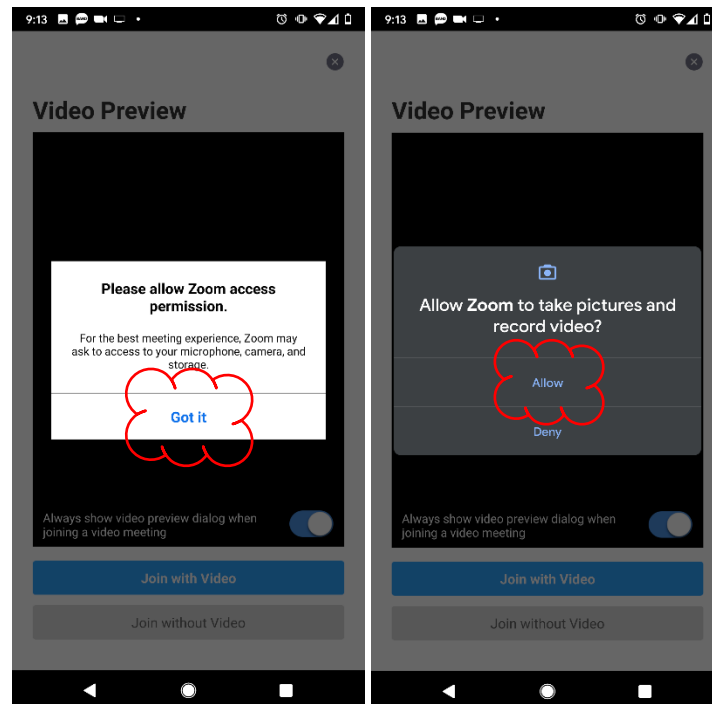 9:13
Video Preview
Please allow Zoom access
permission.
For the best meeting experience, Zoom may
ask to access to your microphone, camera, and
storage.
Got it
Always show video preview dialog when
joining a video meeting
Join with Video
Join without Video
9:13
Video Preview
Allow Zoom to take pictures and
record video?
Allow
Deny
Always show video preview dialog when
joining a video meeting
Join with Video
Join without Video